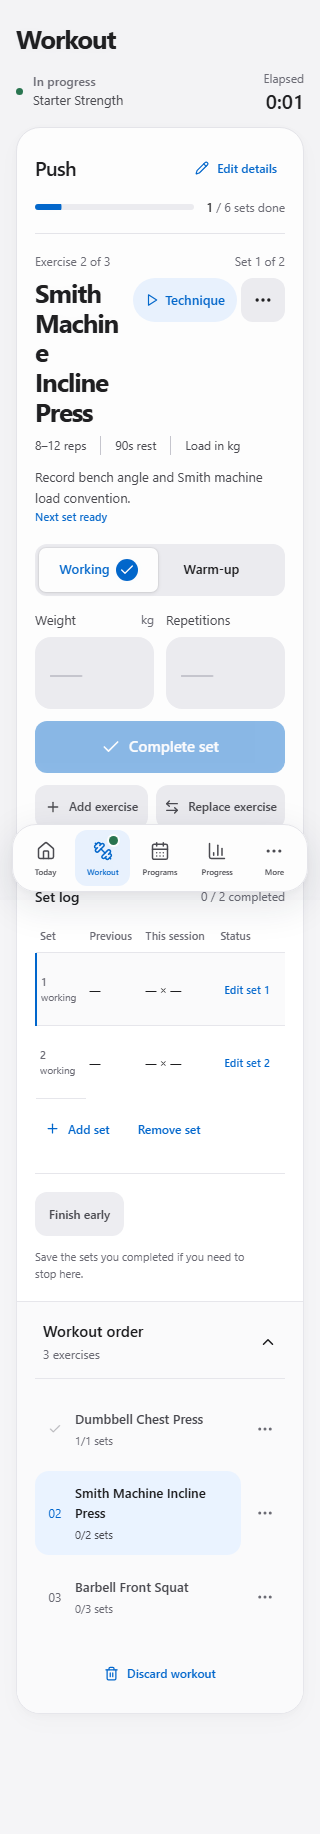 Workout
In progress
Starter Strength
Elapsed
0:01
Push
Edit details
1 / 6 sets done
Exercise 2 of 3
Set 1 of 2
Smith
Machin
e
Incline
Press
Technique
8–12 reps
90s rest
Load in kg
Record bench angle and Smith machine
load convention.
Next set ready
Working
Warm-up
Weight
kg
Repetitions
Complete set
Add exercise
Replace exercise
Today
Workout
Programs
Progress
More
Set log
0 / 2 completed
Set
Previous
This session
Status
1
working
—
— × —
Edit set 1
2
working
—
— × —
Edit set 2
Add set
Remove set
Finish early
Save the sets you completed if you need to
stop here.
Workout order
3 exercises
Dumbbell Chest Press
1/1 sets
02
Smith Machine Incline
Press
0/2 sets
03
Barbell Front Squat
0/3 sets
Discard workout